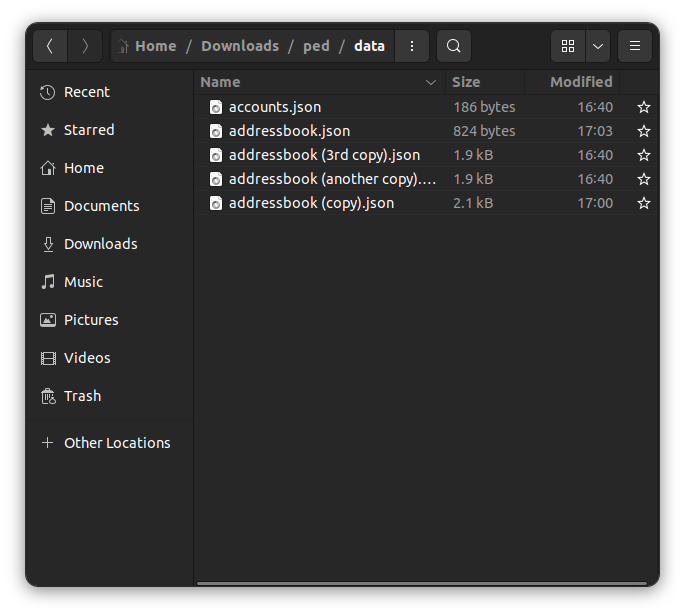 Home / Downloads / ped / data
Name Size Modified
Recent
Starred
Home
Documents
Downloads
Music
Pictures
Videos
Trash
Other Locations
accounts.json 186 bytes 16:40
addressbook.json 824 bytes 17:03
addressbook (3rd copy).json 1.9 kB 16:40
addressbook (another copy).… 1.9 kB 16:40
addressbook (copy).json 2.1 kB 17:00